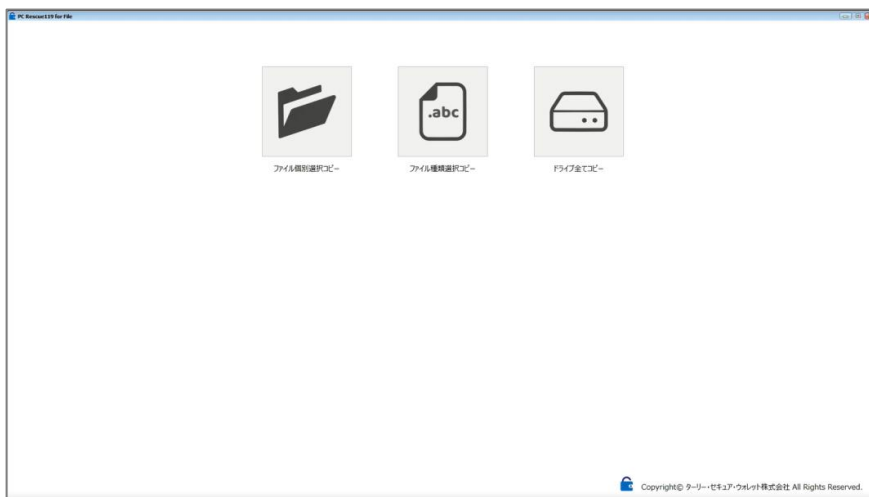 PC Rescue119 for File
.abc
ファイル個別選択コピー
ファイル種類選択コピー
ドライブ全てコピー
Copyright© ターリー・セキュア・ウォレット株式会社 All Rights Reserved.